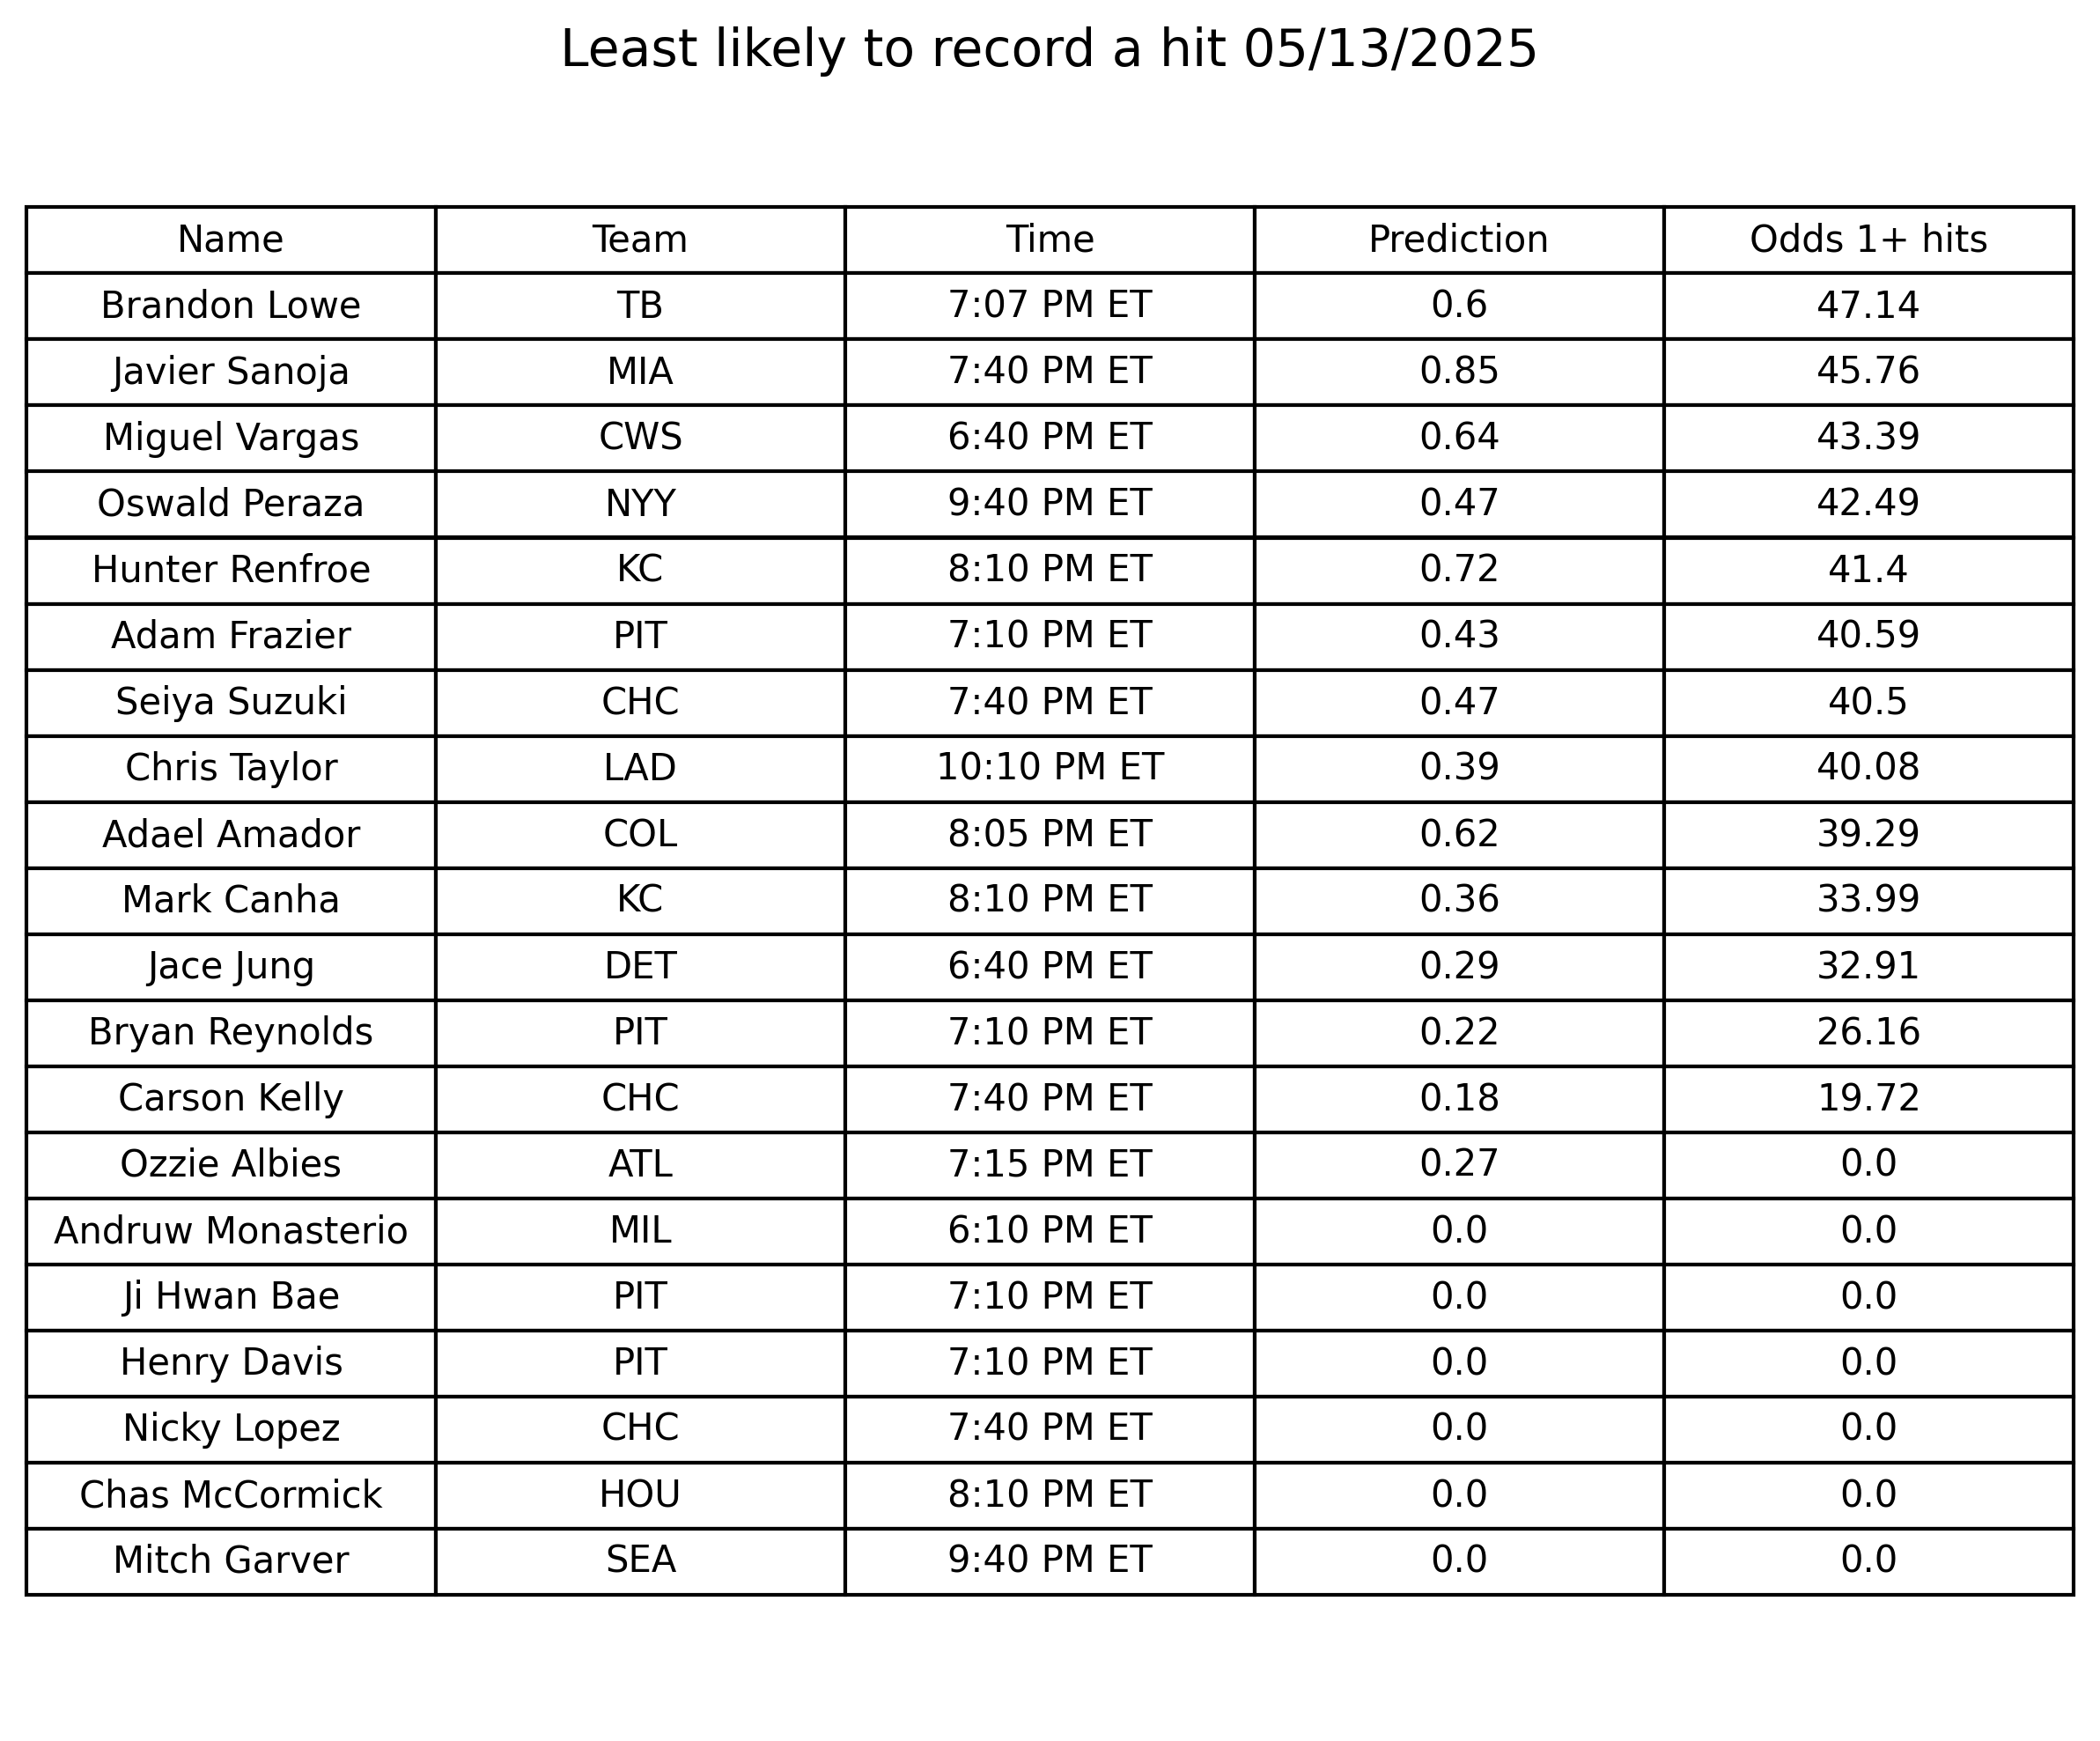 Least likely to record a hit 05/13/2025
Name Team Time Prediction Odds 1+ hits
Brandon Lowe TB 7:07 PM ET 0.6 47.14
Javier Sanoja MIA 7:40 PM ET 0.85 45.76
Miguel Vargas CWS 6:40 PM ET 0.64 43.39
Oswald Peraza NYY 9:40 PM ET 0.47 42.49
Hunter Renfroe KC 8:10 PM ET 0.72 41.4
Adam Frazier PIT 7:10 PM ET 0.43 40.59
Seiya Suzuki CHC 7:40 PM ET 0.47 40.5
Chris Taylor LAD 10:10 PM ET 0.39 40.08
Adael Amador COL 8:05 PM ET 0.62 39.29
Mark Canha KC 8:10 PM ET 0.36 33.99
Jace Jung DET 6:40 PM ET 0.29 32.91
Bryan Reynolds PIT 7:10 PM ET 0.22 26.16
Carson Kelly CHC 7:40 PM ET 0.18 19.72
Ozzie Albies ATL 7:15 PM ET 0.27 0.0
Andruw Monasterio MIL 6:10 PM ET 0.0 0.0
Ji Hwan Bae PIT 7:10 PM ET 0.0 0.0
Henry Davis PIT 7:10 PM ET 0.0 0.0
Nicky Lopez CHC 7:40 PM ET 0.0 0.0
Chas McCormick HOU 8:10 PM ET 0.0 0.0
Mitch Garver SEA 9:40 PM ET 0.0 0.0